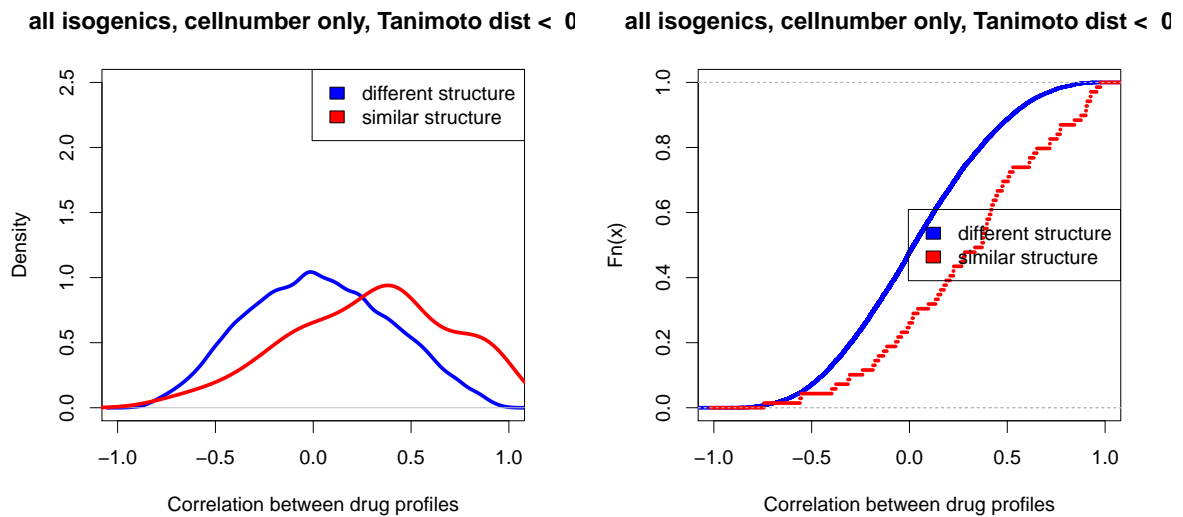 all isogenics, cellnumber only, Tanimoto dist < 0
2.5
2.0
1.5
1.0
0.5
0.0
Density
different structure
similar structure
−1.0 −0.5 0.0 0.5 1.0
Correlation between drug profiles
all isogenics, cellnumber only, Tanimoto dist < 0
1.0
0.8
0.6
0.4
0.2
0.0
Fn(x)
different structure
similar structure
−1.0 −0.5 0.0 0.5 1.0
Correlation between drug profiles